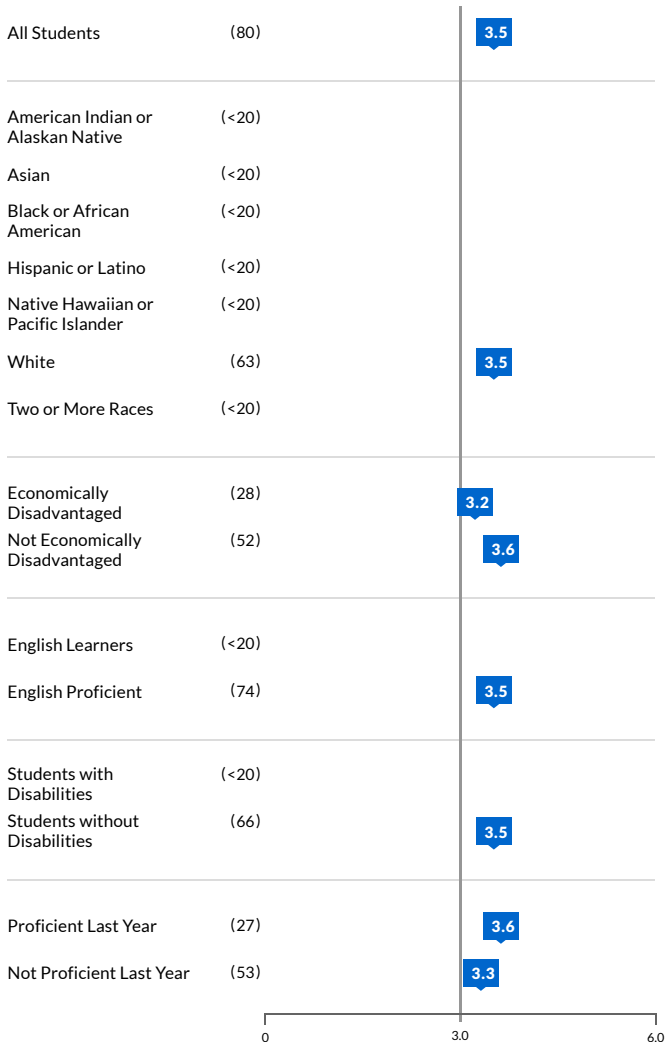 All Students (80) 3.5
American Indian or (<20)
Alaskan Native
Asian (<20)
Black or African (<20)
American
Hispanic or Latino (<20)
Native Hawaiian or (<20)
Pacific Islander
White (63) 3.5
Two or More Races (<20)
Economically (28) 3.2
Disadvantaged
Not Economically (52) 3.6
Disadvantaged
English Learners (<20)
English Proficient (74) 3.5
Students with (<20)
Disabilities
Students without (66) 3.5
Disabilities
Proficient Last Year (27) 3.6
Not Proficient Last Year (53) 3.3
0 3.0 6.0